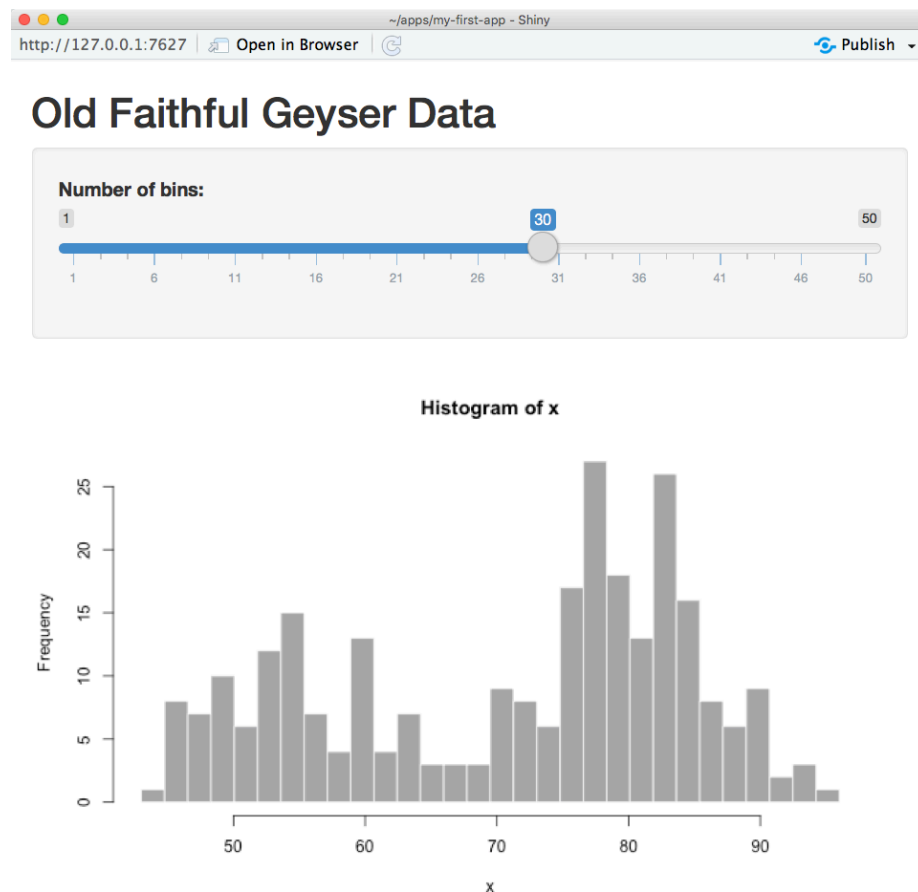 ~/apps/my-first-app - Shiny
http://127.0.0.1:7627 Open in Browser Publish
Old Faithful Geyser Data
Number of bins:
1 30 50
1 6 11 16 21 26 31 36 41 46 50
Histogram of x
Frequency
25
20
15
10
5
0
50 60 70 80 90
x